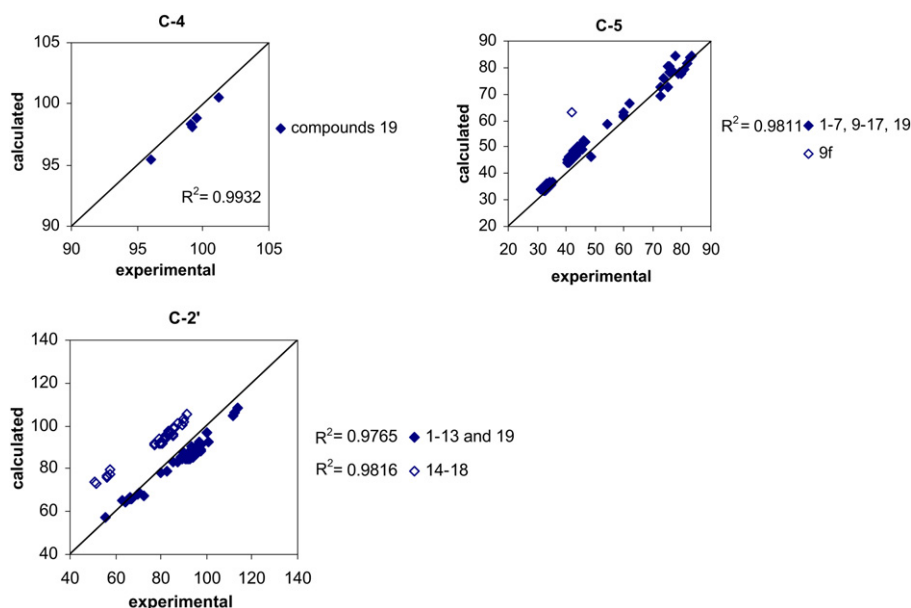 C-4
105
100
95
90
calculated
90
95
100
105
experimental
R2= 0.9932
compounds 19
C-5
90
80
70
60
50
40
30
20
calculated
20
30
40
50
60
70
80
90
experimental
R2= 0.9811
1-7, 9-17, 19
9f
C-2'
140
120
100
80
60
40
calculated
40
60
80
100
120
140
experimental
R2= 0.9765
1-13 and 19
R2= 0.9816
14-18